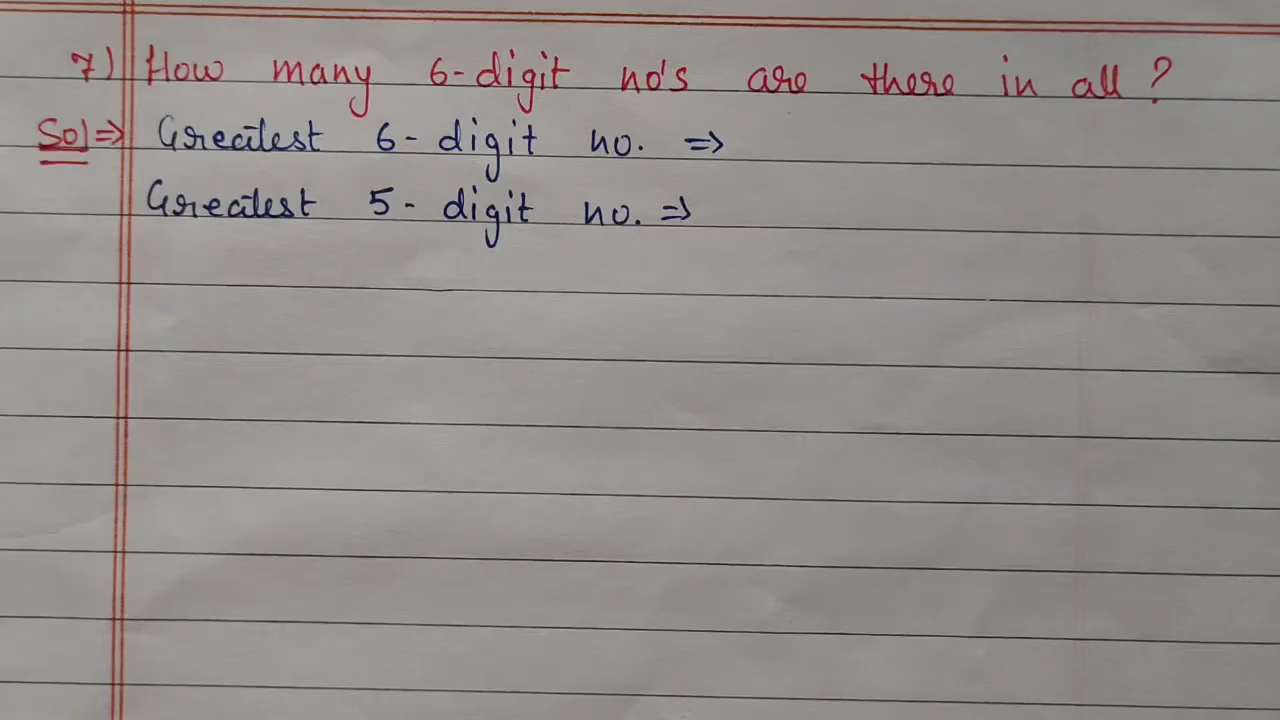 7) How many 6-digit no's are there in all?
Sol⇒ Greatest 6-digit no. ⇒
Greatest 5-digit no. ⇒